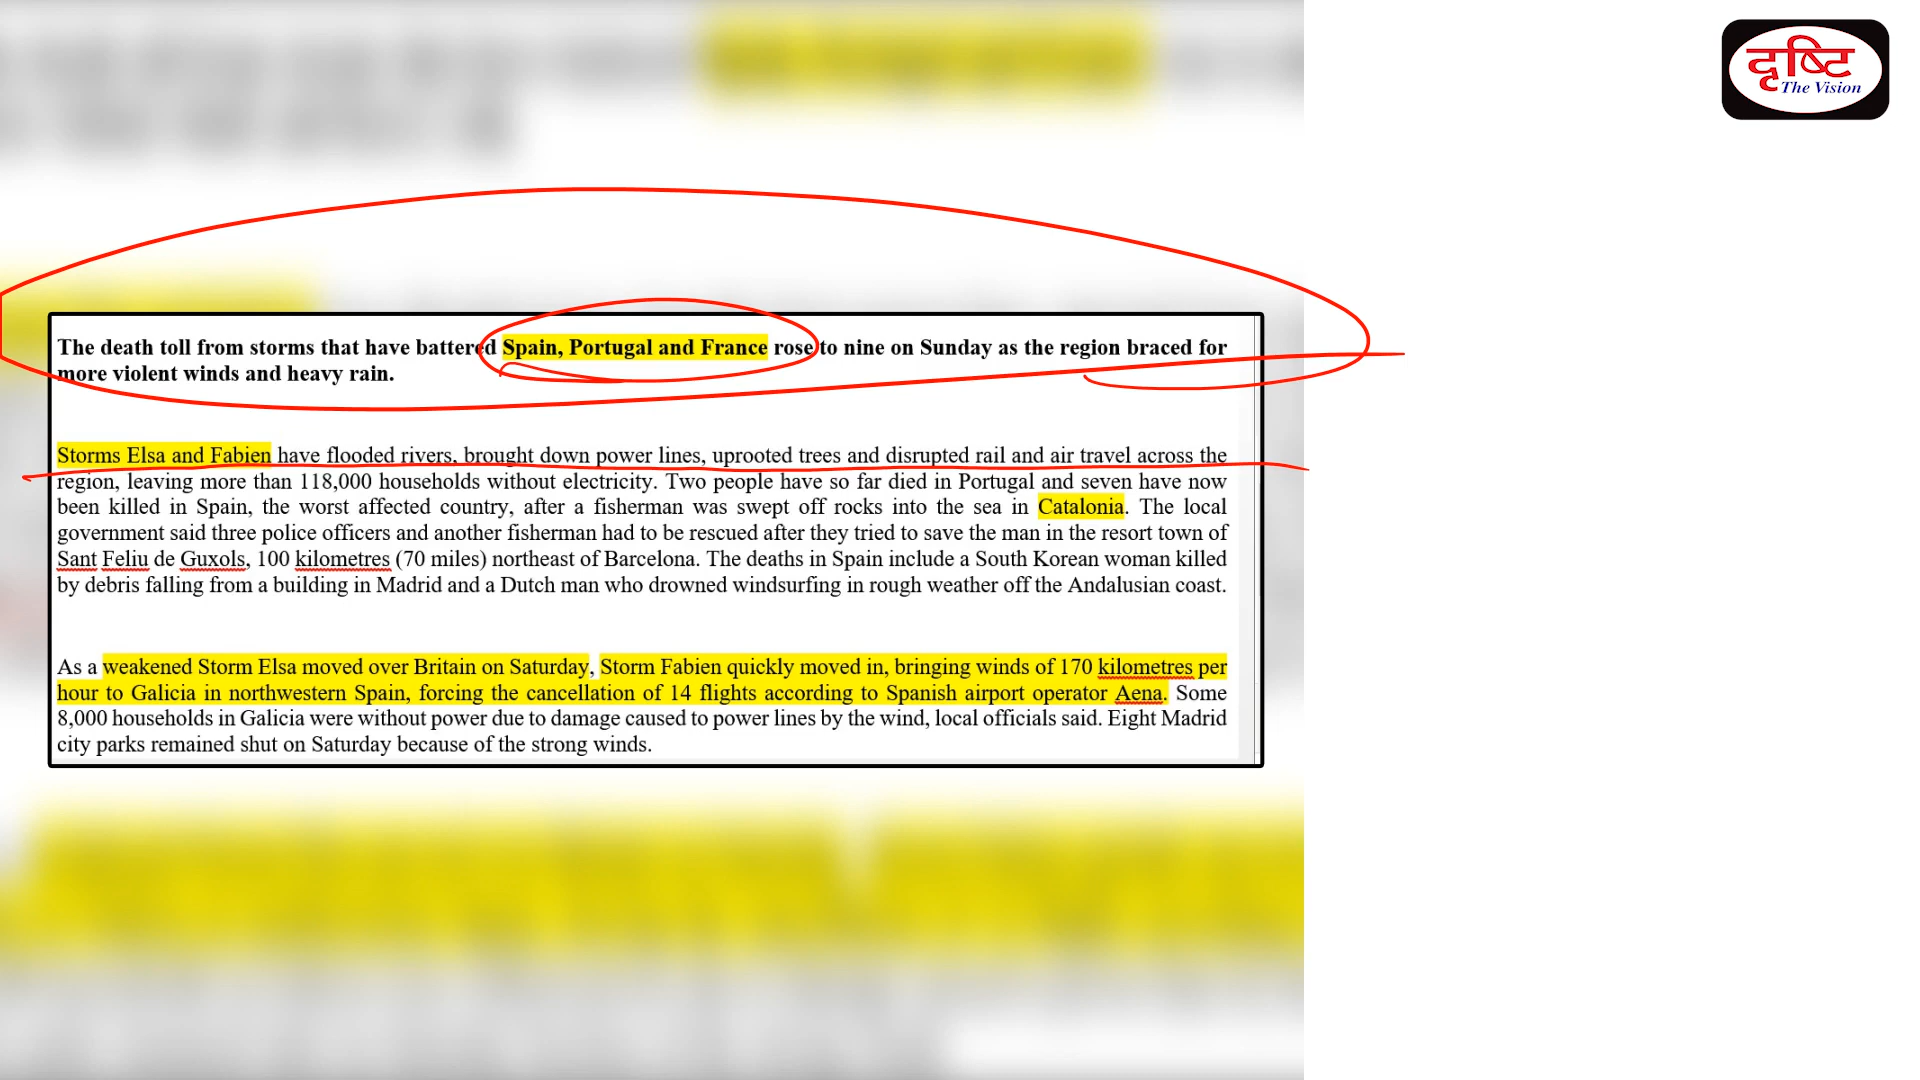 दृष्टि
The Vision
The death toll from storms that have battered Spain, Portugal and France rose to nine on Sunday as the region braced for
more violent winds and heavy rain.
Storms Elsa and Fabien have flooded rivers, brought down power lines, uprooted trees and disrupted rail and air travel across the
region, leaving more than 118,000 households without electricity. Two people have so far died in Portugal and seven have now
been killed in Spain, the worst affected country, after a fisherman was swept off rocks into the sea in Catalonia. The local
government said three police officers and another fisherman had to be rescued after they tried to save the man in the resort town of
Sant Feliu de Guxols, 100 kilometres (70 miles) northeast of Barcelona. The deaths in Spain include a South Korean woman killed
by debris falling from a building in Madrid and a Dutch man who drowned windsurfing in rough weather off the Andalusian coast.
As a weakened Storm Elsa moved over Britain on Saturday, Storm Fabien quickly moved in, bringing winds of 170 kilometres per
hour to Galicia in northwestern Spain, forcing the cancellation of 14 flights according to Spanish airport operator Aena. Some
8,000 households in Galicia were without power due to damage caused to power lines by the wind, local officials said. Eight Madrid
city parks remained shut on Saturday because of the strong winds.